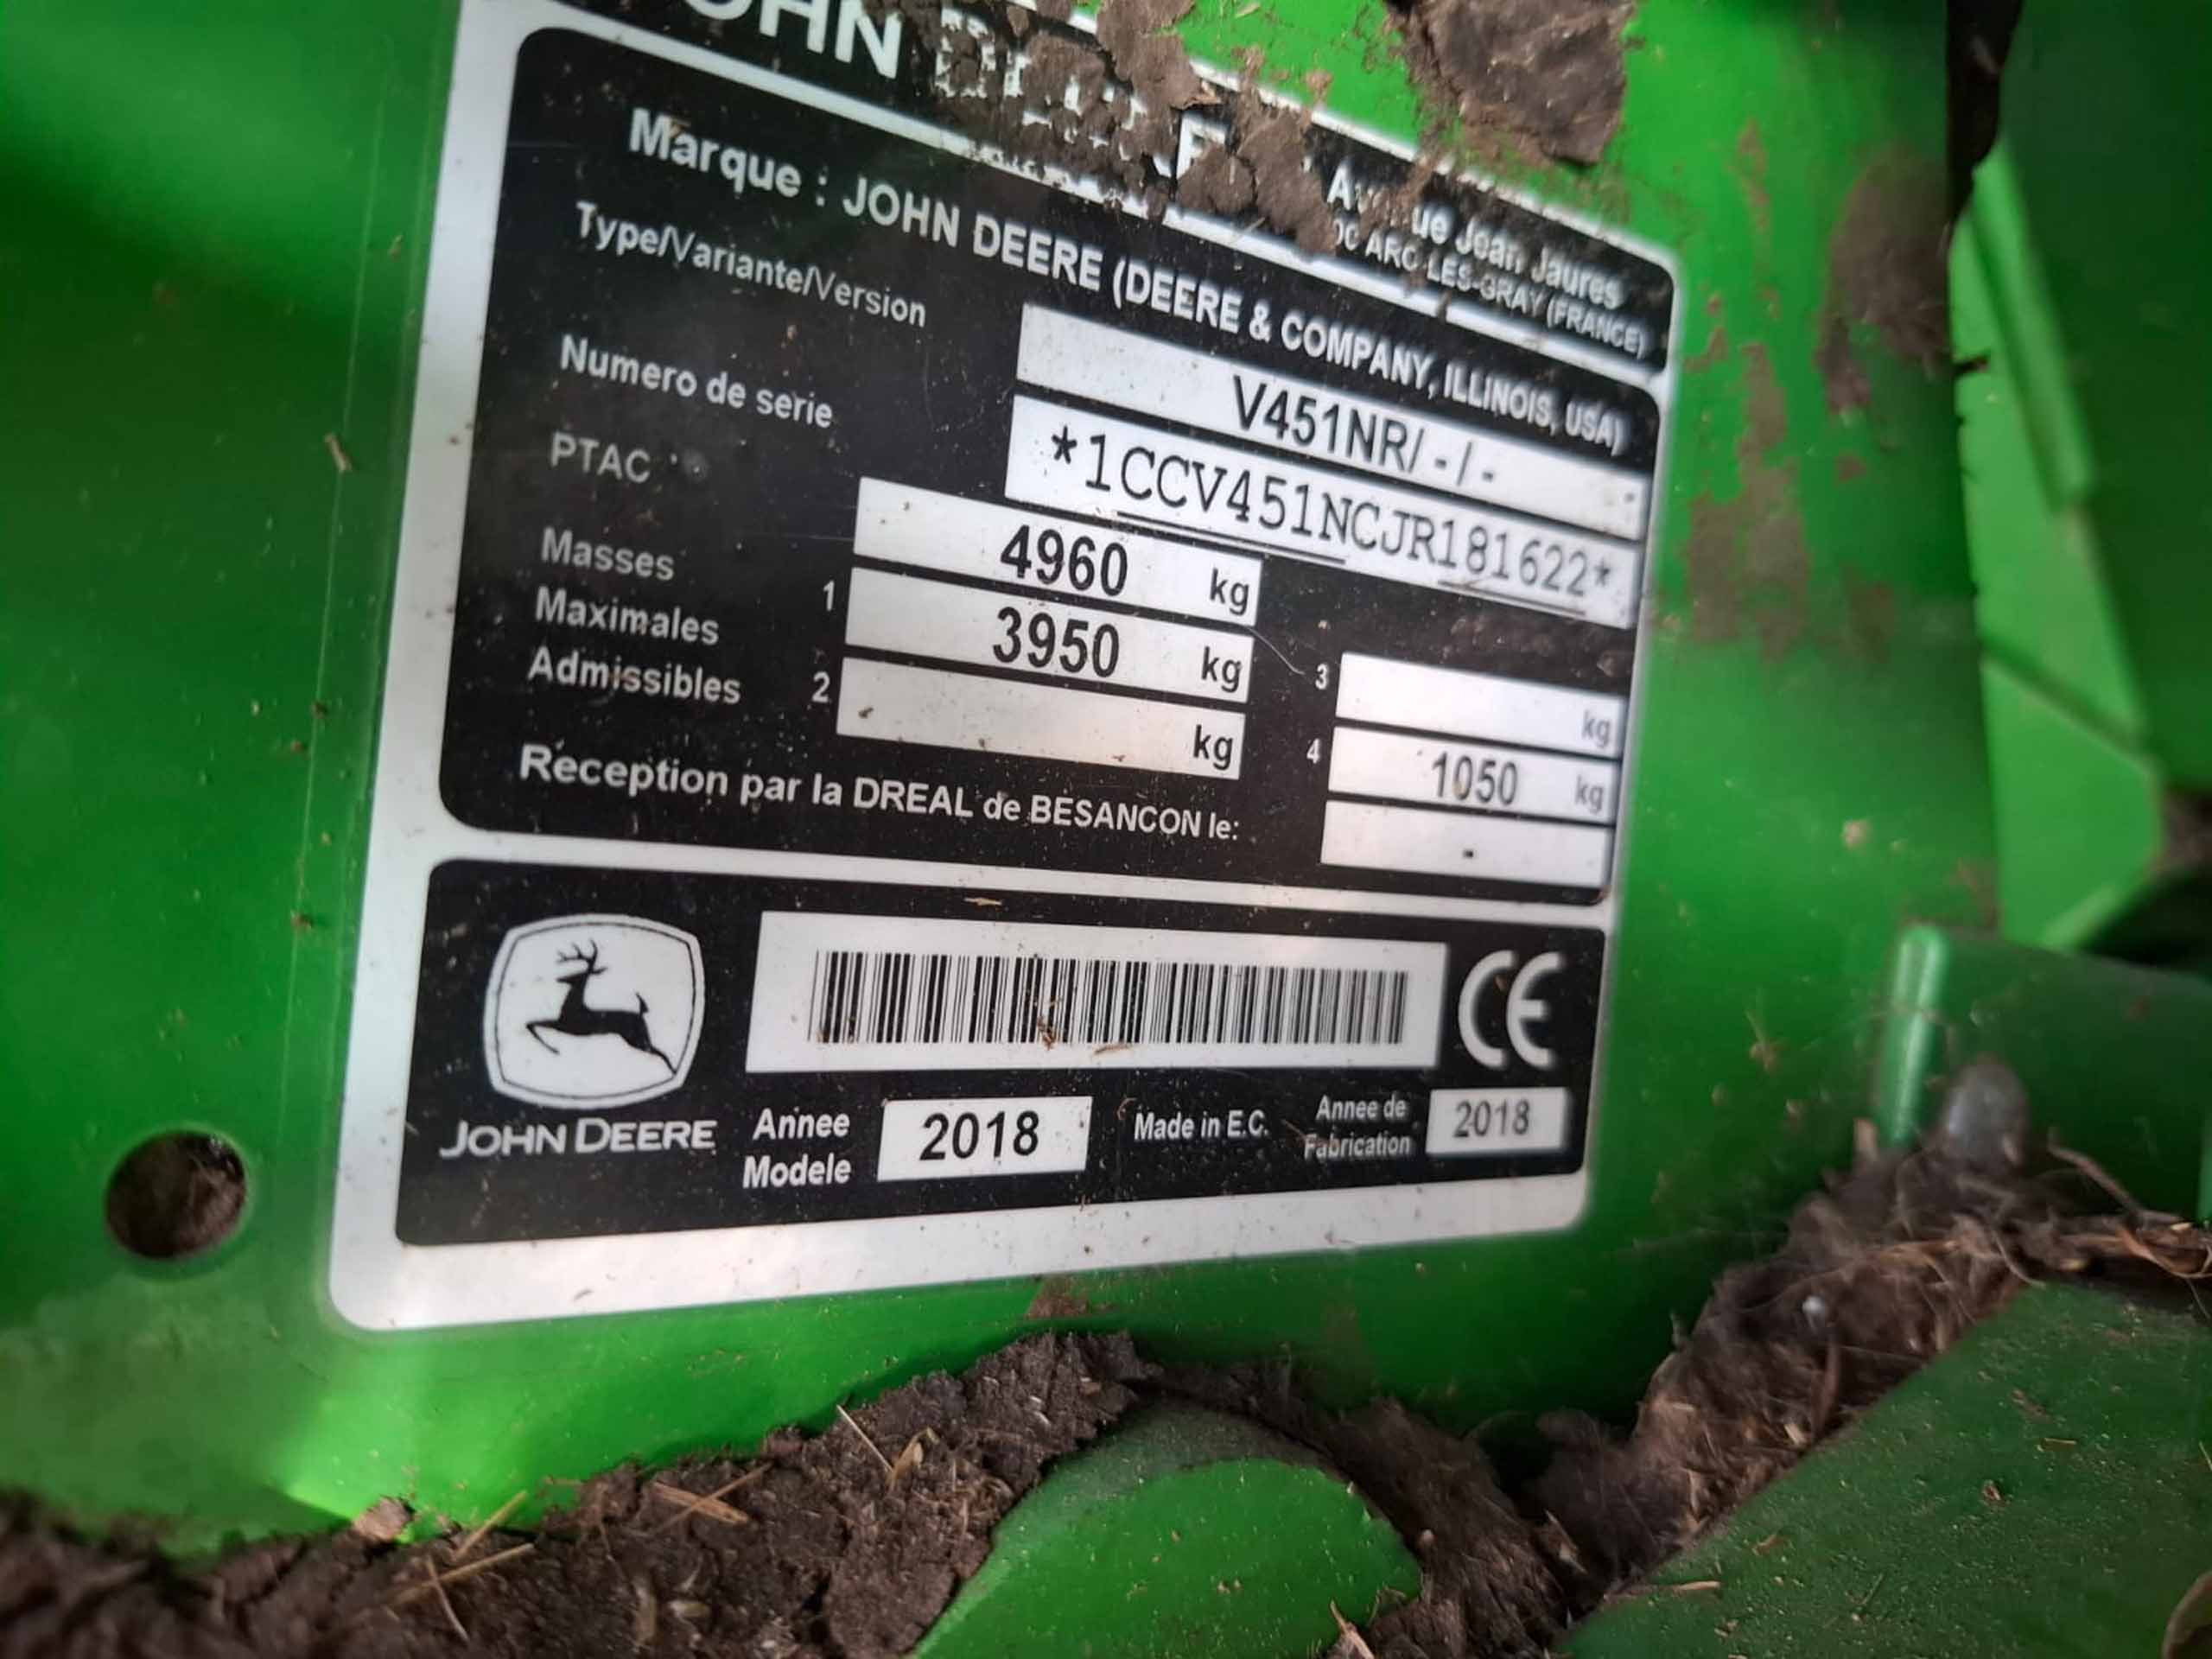 JOHN
Jean Jaures
ARC-LES-GRAY (FRANCE)
Marque : JOHN DEERE (DEERE & COMPANY, ILLINOIS, USA)
Type/Variante/Version V451NR/ - / -
Numero de serie *1CCV451NCJR181622*
PTAC 4960 kg
Masses Maximales Admissibles
1 3950 kg 3 kg
2 kg 4 1050 kg
Reception par la DREAL de BESANCON le: -
CE
JOHN DEERE Annee Modele 2018 Made in E.C. Annee de Fabrication 2018